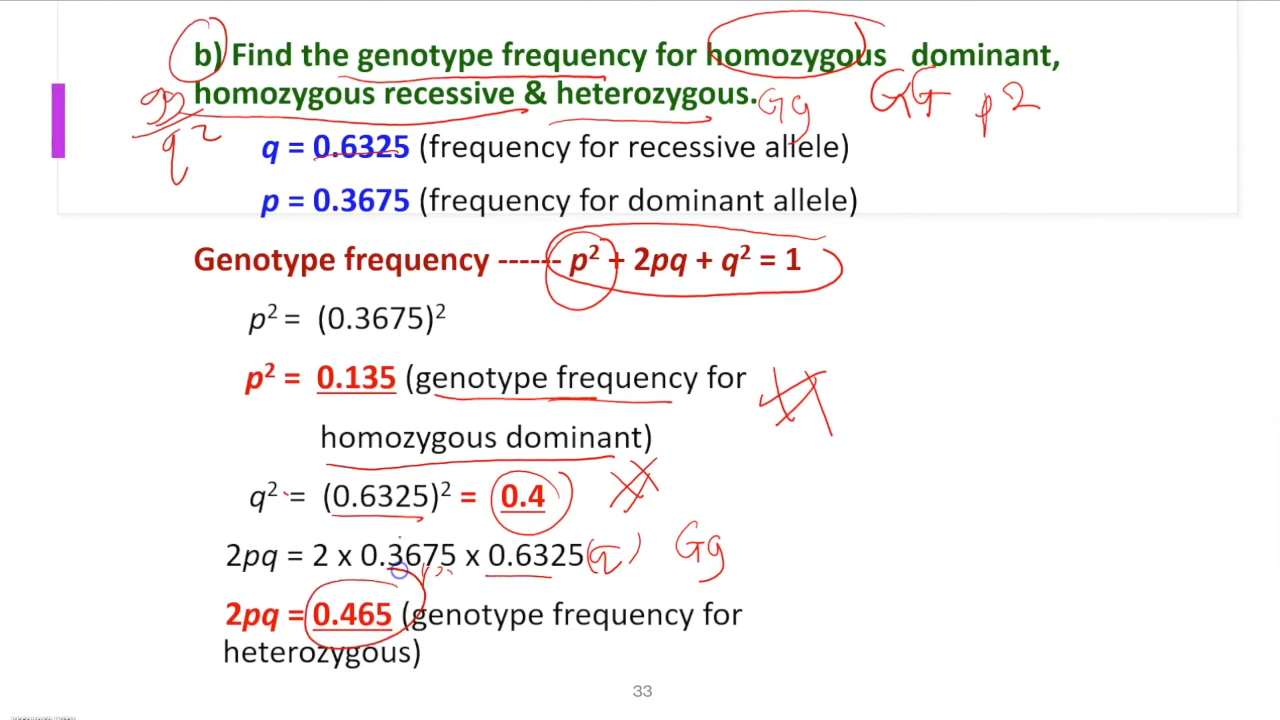 b) Find the genotype frequency for homozygous dominant,
homozygous recessive & heterozygous.
Gg GG p2
q2
q = 0.6325 (frequency for recessive allele)
p = 0.3675 (frequency for dominant allele)
Genotype frequency ------ p² + 2pq + q² = 1
p² = (0.3675)²
p² = 0.135 (genotype frequency for
homozygous dominant)
q² = (0.6325)² = 0.4
2pq = 2 x 0.3675 x 0.6325 (q) Gg
2pq = 0.465 (genotype frequency for
heterozygous)
33